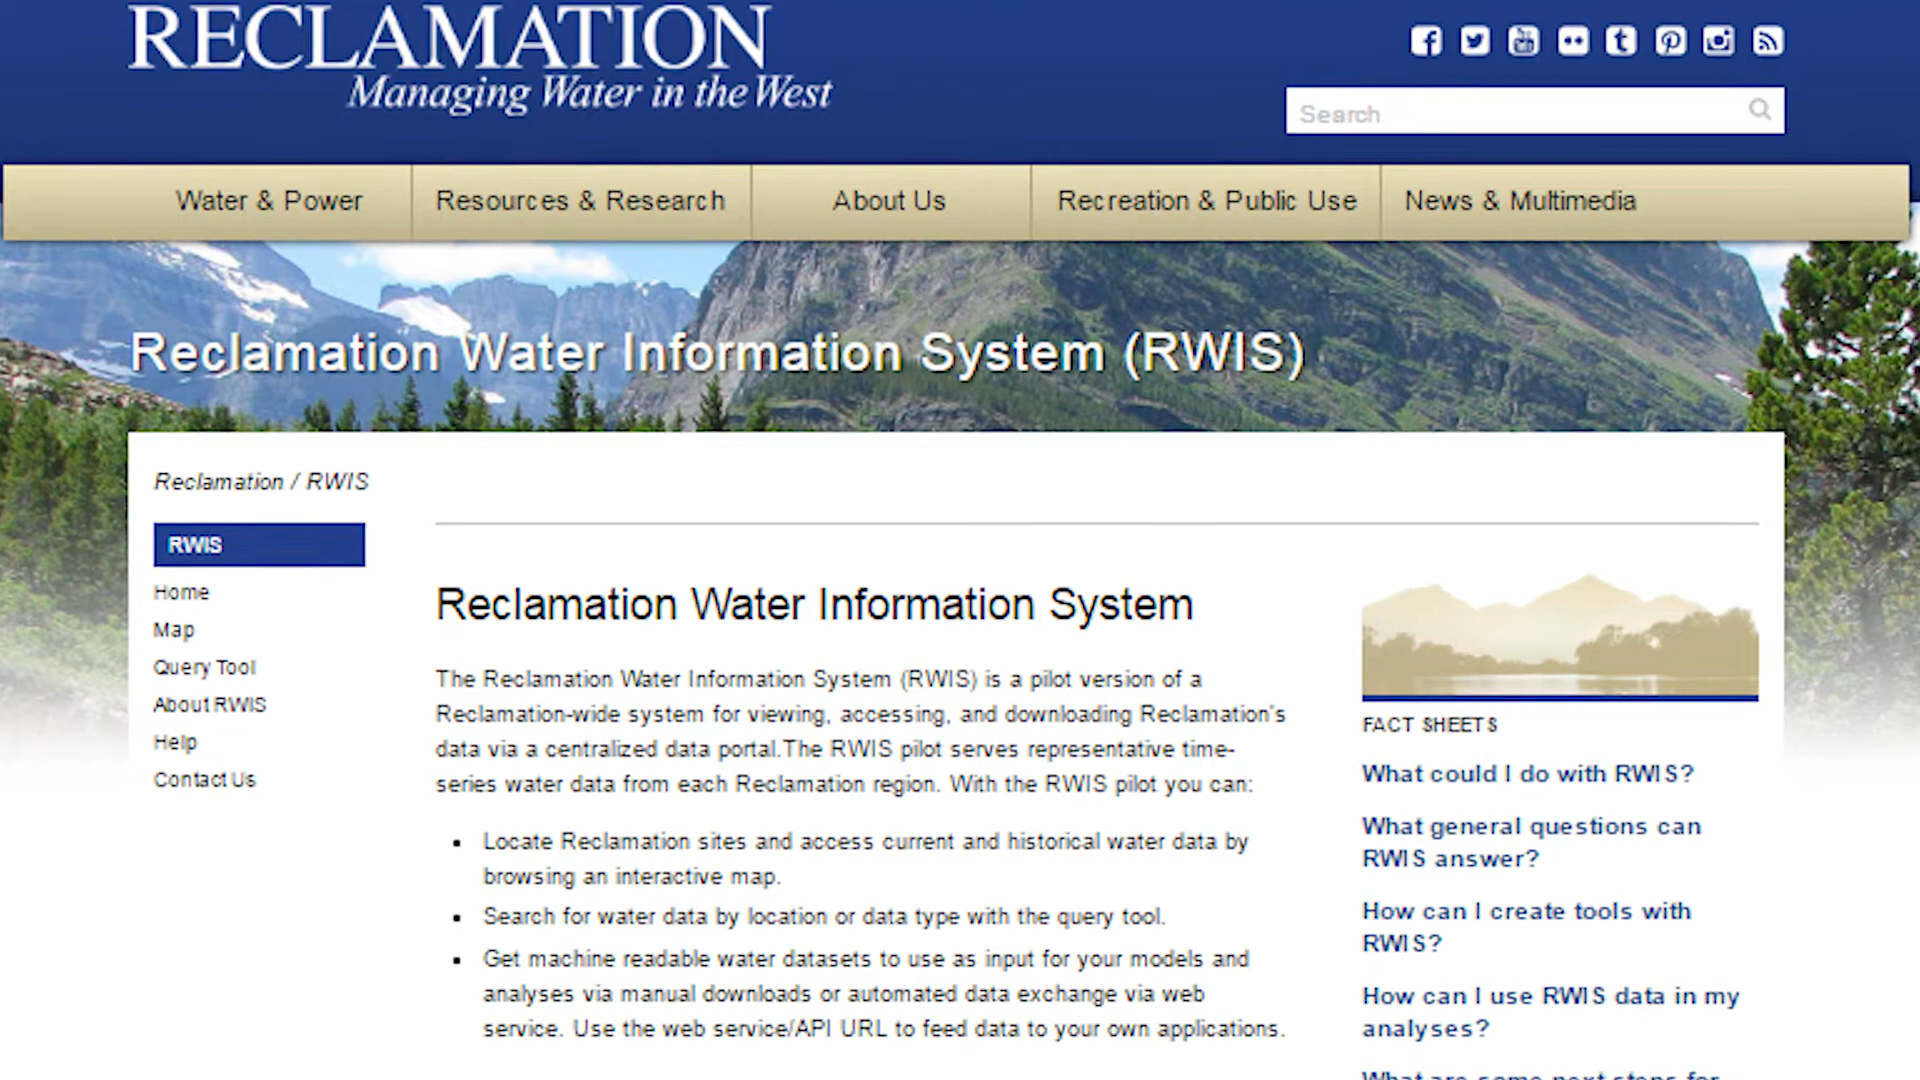 RECLAMATION
Managing Water in the West
Search
Water & Power
Resources & Research
About Us
Recreation & Public Use
News & Multimedia
Reclamation Water Information System (RWIS)
Reclamation / RWIS
RWIS
Home
Map
Query Tool
About RWIS
Help
Contact Us
Reclamation Water Information System
The Reclamation Water Information System (RWIS) is a pilot version of a
Reclamation-wide system for viewing, accessing, and downloading Reclamation's
data via a centralized data portal.The RWIS pilot serves representative time-
series water data from each Reclamation region. With the RWIS pilot you can:
Locate Reclamation sites and access current and historical water data by
browsing an interactive map.
Search for water data by location or data type with the query tool.
Get machine readable water datasets to use as input for your models and
analyses via manual downloads or automated data exchange via web
service. Use the web service/API URL to feed data to your own applications.
FACT SHEETS
What could I do with RWIS?
What general questions can
RWIS answer?
How can I create tools with
RWIS?
How can I use RWIS data in my
analyses?
What are some next steps for